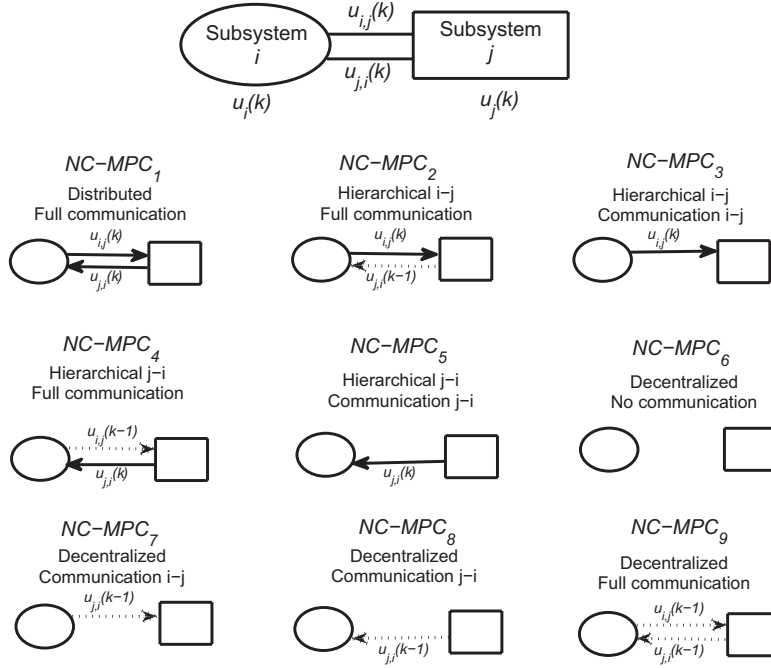 u_{i,j}(k)
Subsystem
i
Subsystem
j
u_{j,i}(k)
u_i(k)
u_j(k)
NC−MPC_1
Distributed
Full communication
u_{i,j}(k)
u_{j,i}(k)
NC−MPC_2
Hierarchical i−j
Full communication
u_{i,j}(k)
u_{j,i}(k−1)
NC−MPC_3
Hierarchical i−j
Communication i−j
u_{i,j}(k)
NC−MPC_4
Hierarchical j−i
Full communication
u_{i,j}(k−1)
u_{j,i}(k)
NC−MPC_5
Hierarchical j−i
Communication j−i
u_{j,i}(k)
NC−MPC_6
Decentralized
No communication
NC−MPC_7
Decentralized
Communication i−j
u_{j,i}(k−1)
NC−MPC_8
Decentralized
Communication j−i
u_{j,i}(k−1)
NC−MPC_9
Decentralized
Full communication
u_{i,j}(k−1)
u_{j,i}(k−1)